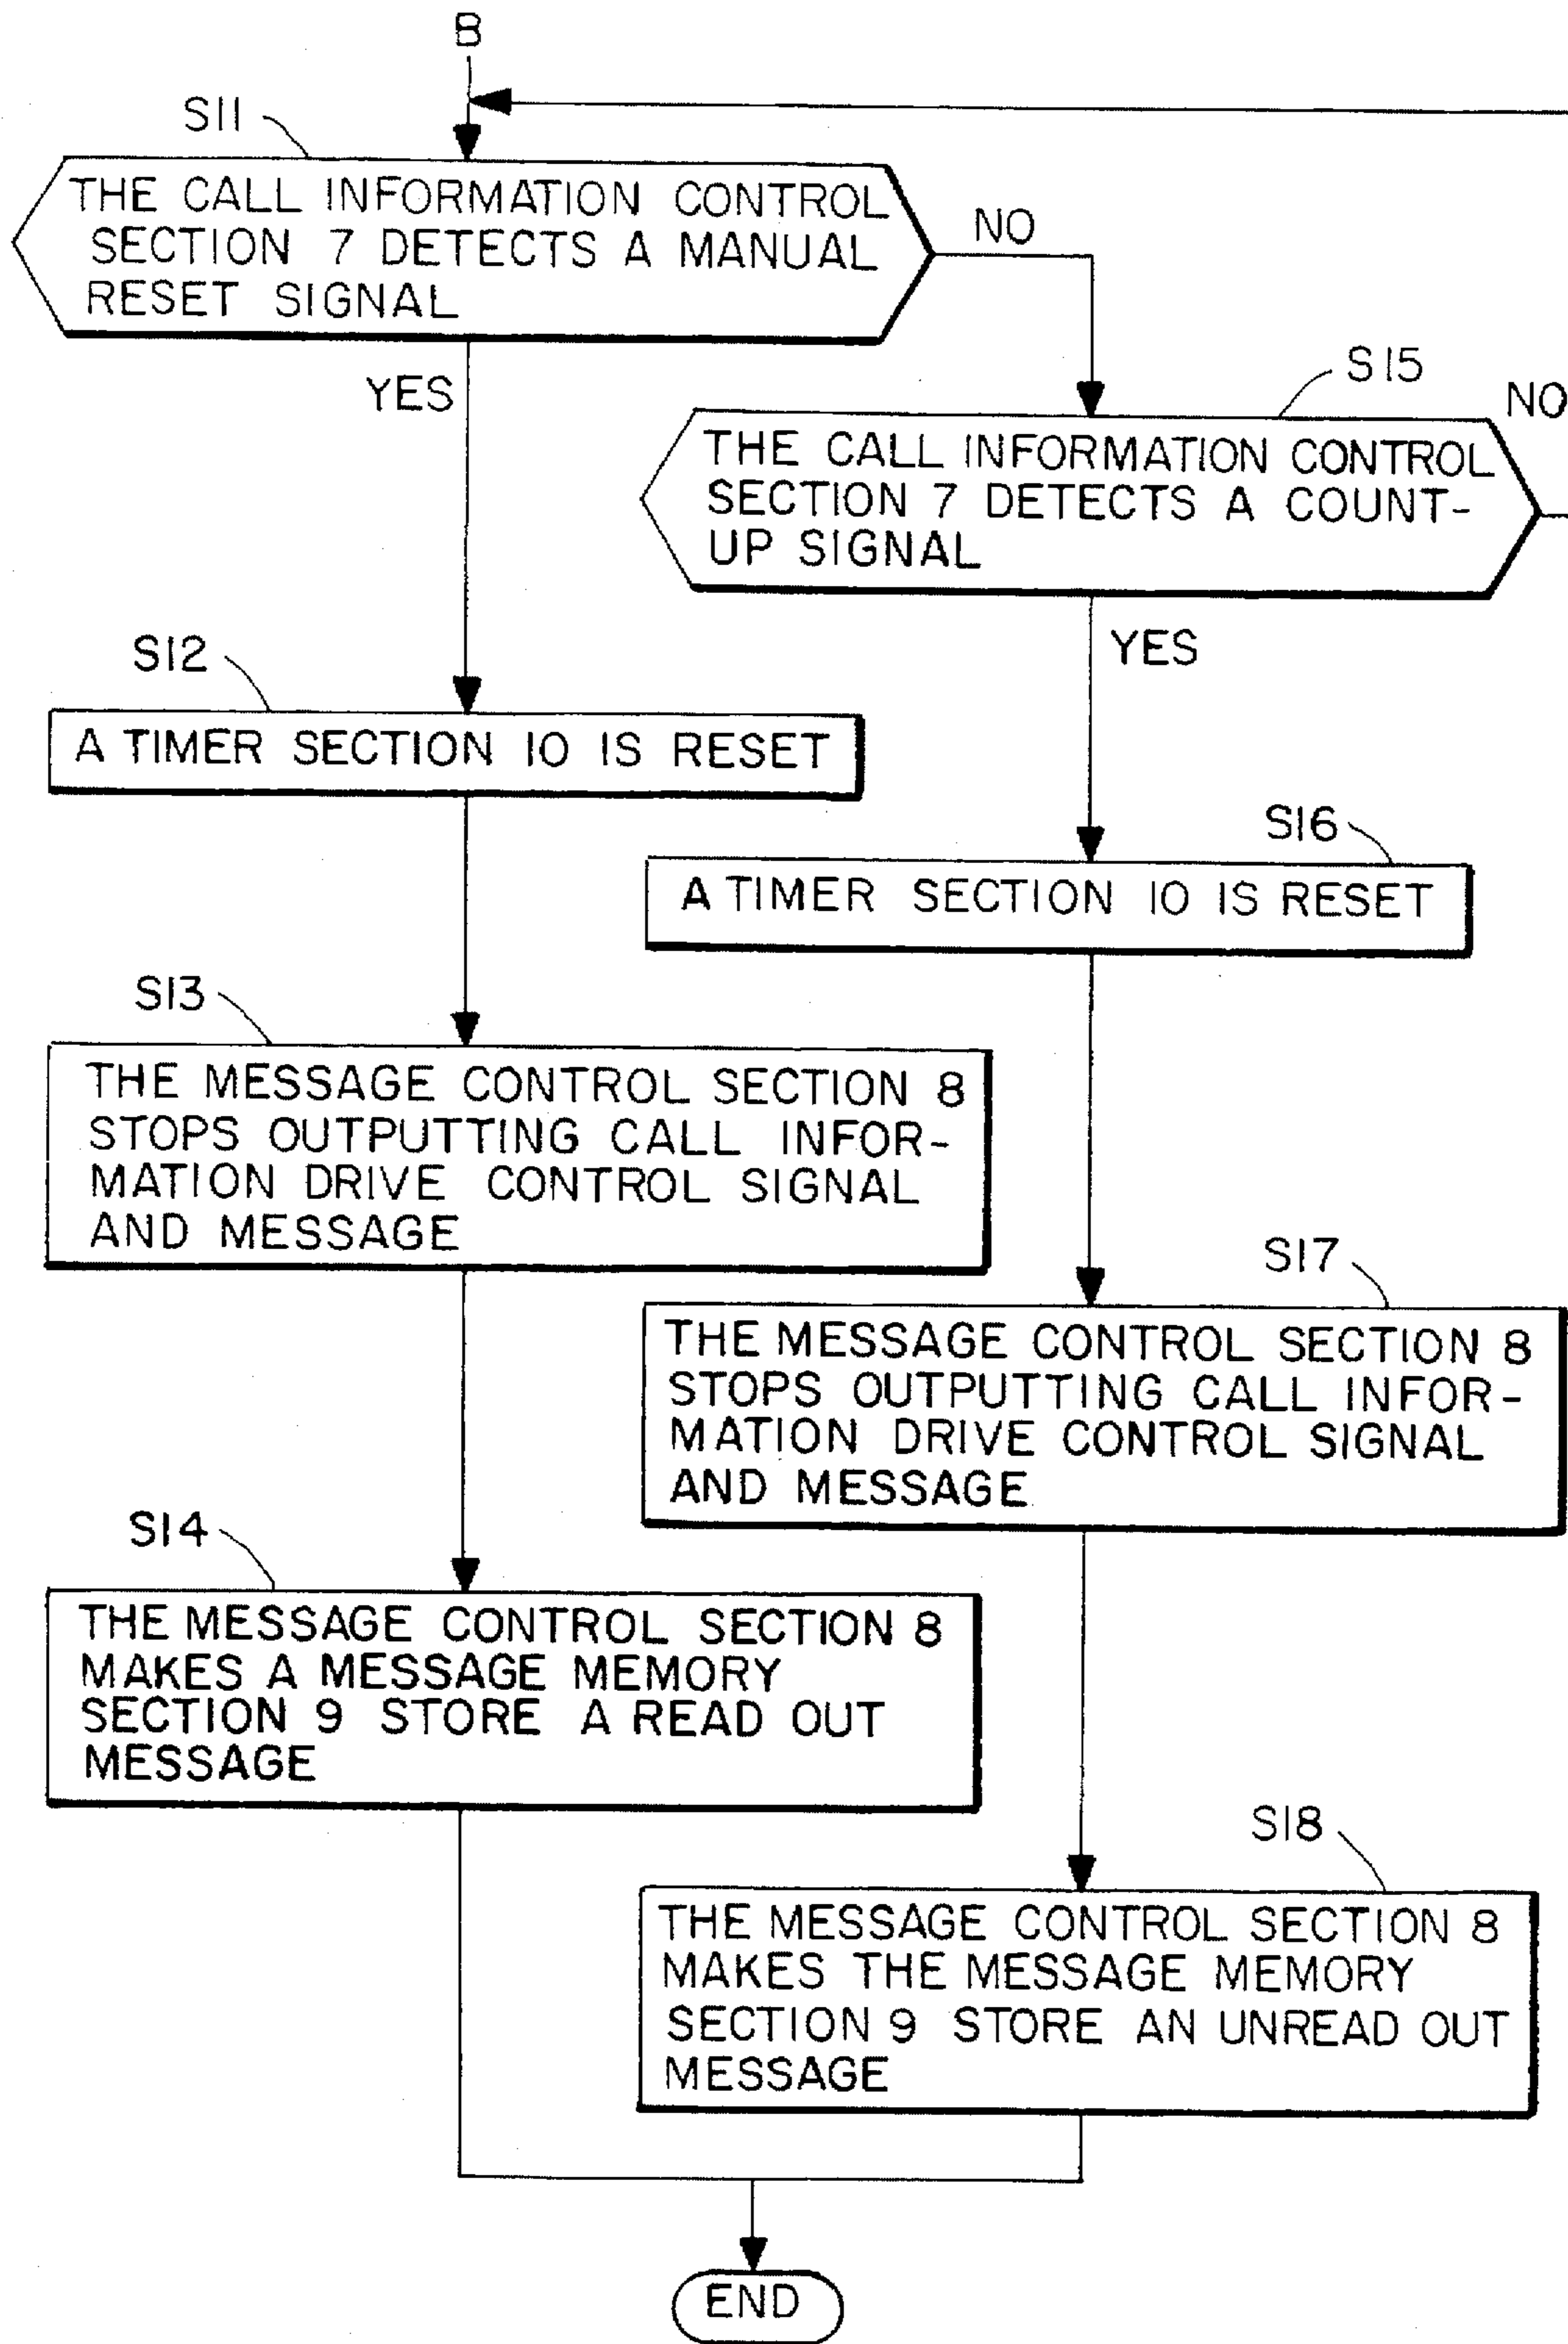 B
S11
THE CALL INFORMATION CONTROL
SECTION 7 DETECTS A MANUAL
RESET SIGNAL
NO
YES
S15
NO
THE CALL INFORMATION CONTROL
SECTION 7 DETECTS A COUNT-
UP SIGNAL
YES
S12
A TIMER SECTION 10 IS RESET
S16
A TIMER SECTION 10 IS RESET
S13
THE MESSAGE CONTROL SECTION 8
STOPS OUTPUTTING CALL INFOR-
MATION DRIVE CONTROL SIGNAL
AND MESSAGE
S17
THE MESSAGE CONTROL SECTION 8
STOPS OUTPUTTING CALL INFOR-
MATION DRIVE CONTROL SIGNAL
AND MESSAGE
S14
THE MESSAGE CONTROL SECTION 8
MAKES A MESSAGE MEMORY
SECTION 9 STORE A READ OUT
MESSAGE
S18
THE MESSAGE CONTROL SECTION 8
MAKES THE MESSAGE MEMORY
SECTION 9 STORE AN UNREAD OUT
MESSAGE
END